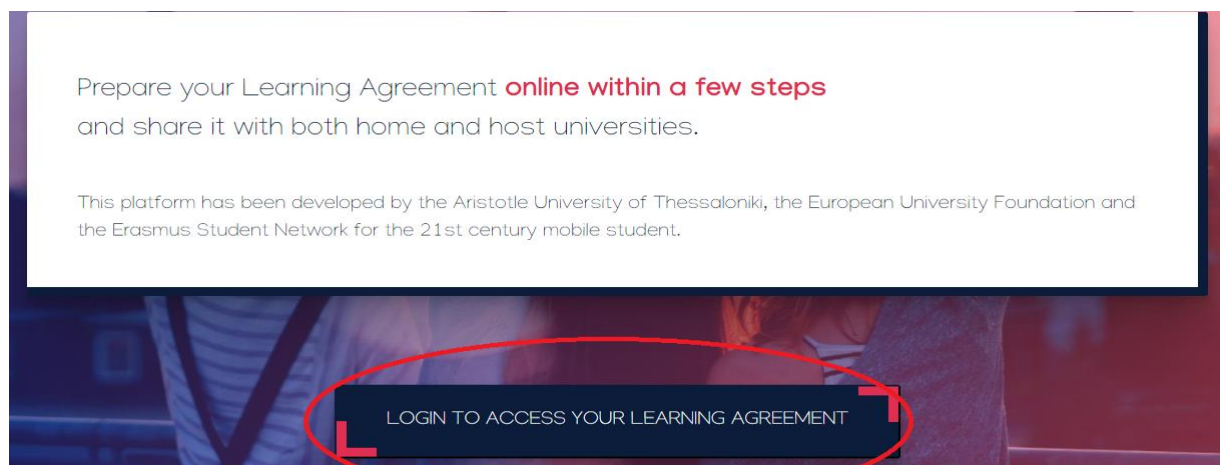 Prepare your Learning Agreement online within a few steps
and share it with both home and host universities.
This platform has been developed by the Aristotle University of Thessaloniki, the European University Foundation and
the Erasmus Student Network for the 21st century mobile student.
LOGIN TO ACCESS YOUR LEARNING AGREEMENT